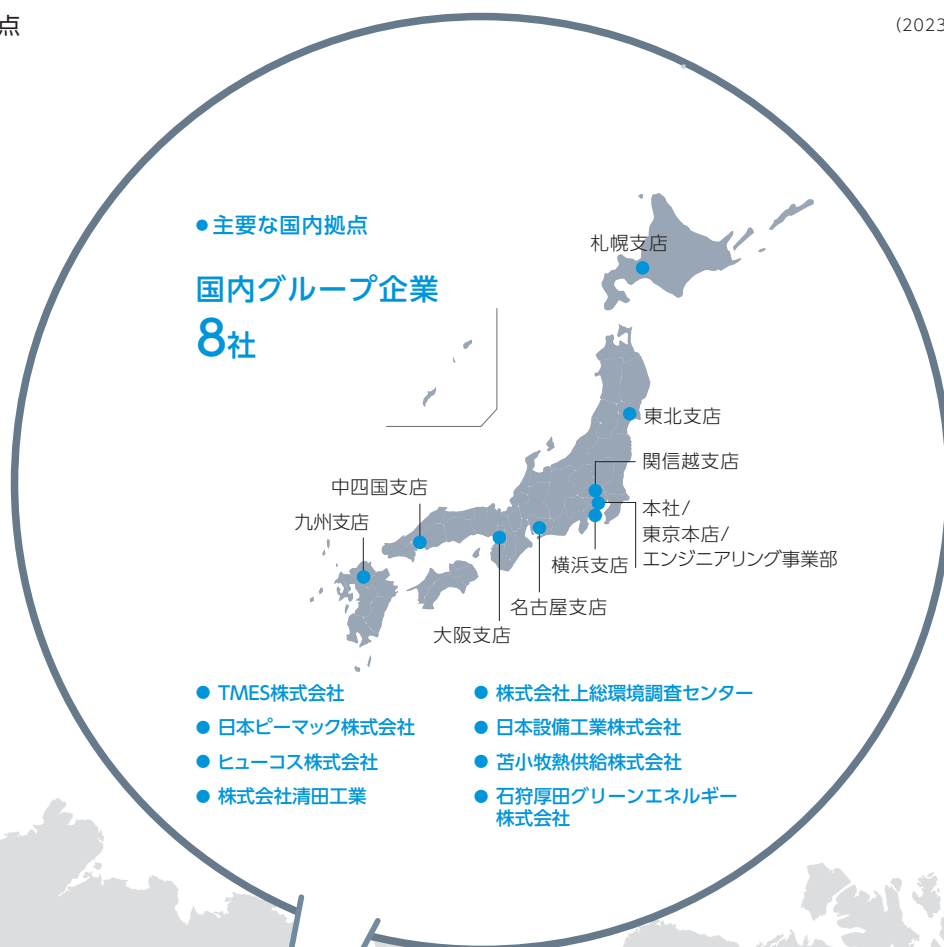 点
(2023
● 主要な国内拠点
国内グループ企業
8社
札幌支店
東北支店
関信越支店
中四国支店
本社/
東京本店/
エンジニアリング事業部
九州支店
横浜支店
名古屋支店
大阪支店
● TMES株式会社
● 日本ピーマック株式会社
● ヒューコス株式会社
● 株式会社清田工業
● 株式会社上総環境調査センター
● 日本設備工業株式会社
● 苫小牧熱供給株式会社
● 石狩厚田グリーンエネルギー
株式会社